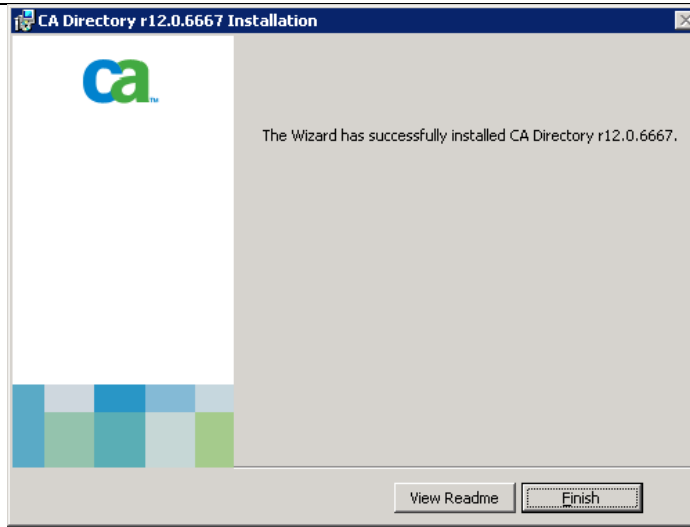 CA Directory r12.0.6667 Installation
ca
TM
The Wizard has successfully installed CA Directory r12.0.6667.
View Readme
Finish